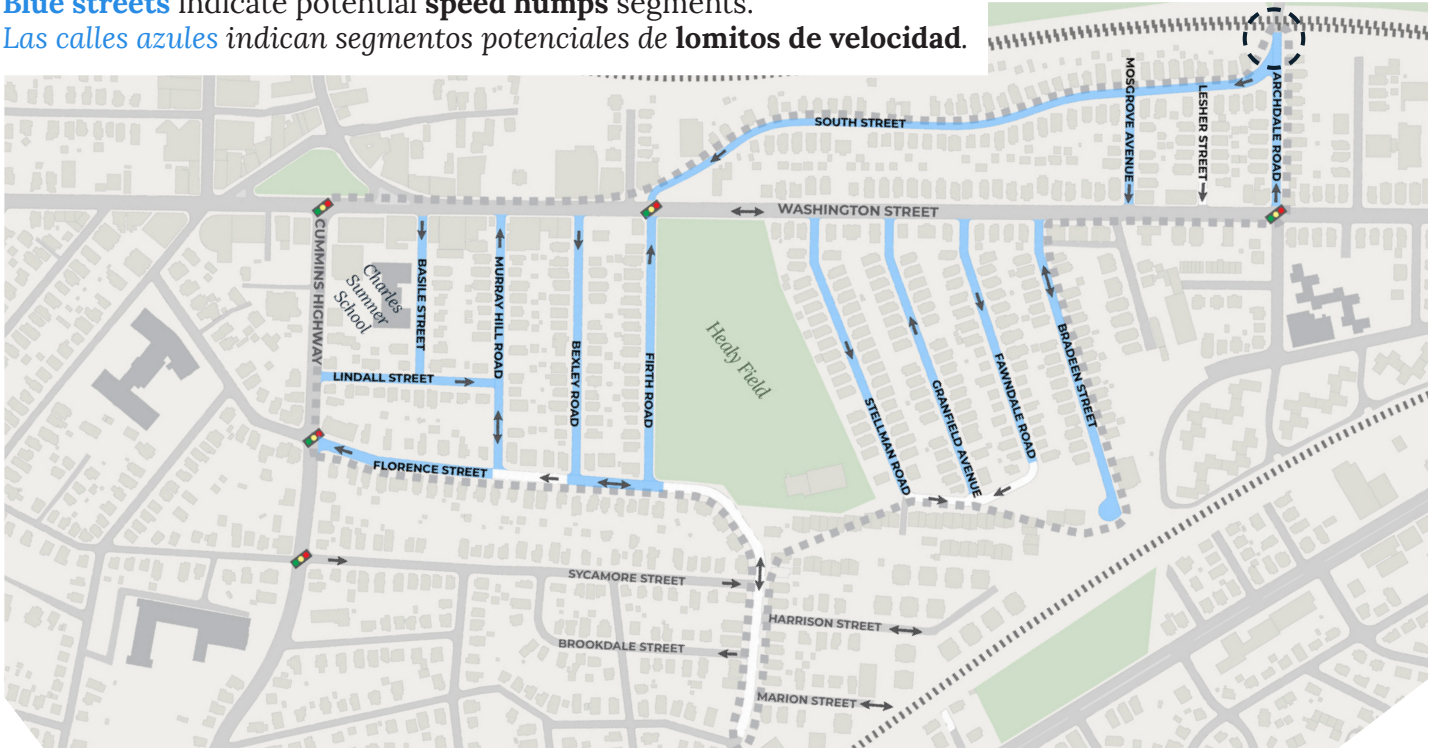 Blue streets indicate potential speed humps segments.
Las calles azules indican segmentos potenciales de lomitos de velocidad.
MOSGROVE AVENUE
LESHER STREET
ARCHDALE ROAD
SOUTH STREET
WASHINGTON STREET
CUMMINS HIGHWAY
Charles
Sumner
School
BASILE STREET
MURRAY HILL ROAD
BEXLEY ROAD
FIRTH ROAD
Healy Field
STELLMAN ROAD
GRANFIELD AVENUE
FAWNDALE ROAD
BRADEEN STREET
LINDALL STREET
FLORENCE STREET
SYCAMORE STREET
HARRISON STREET
BROOKDALE STREET
MARION STREET